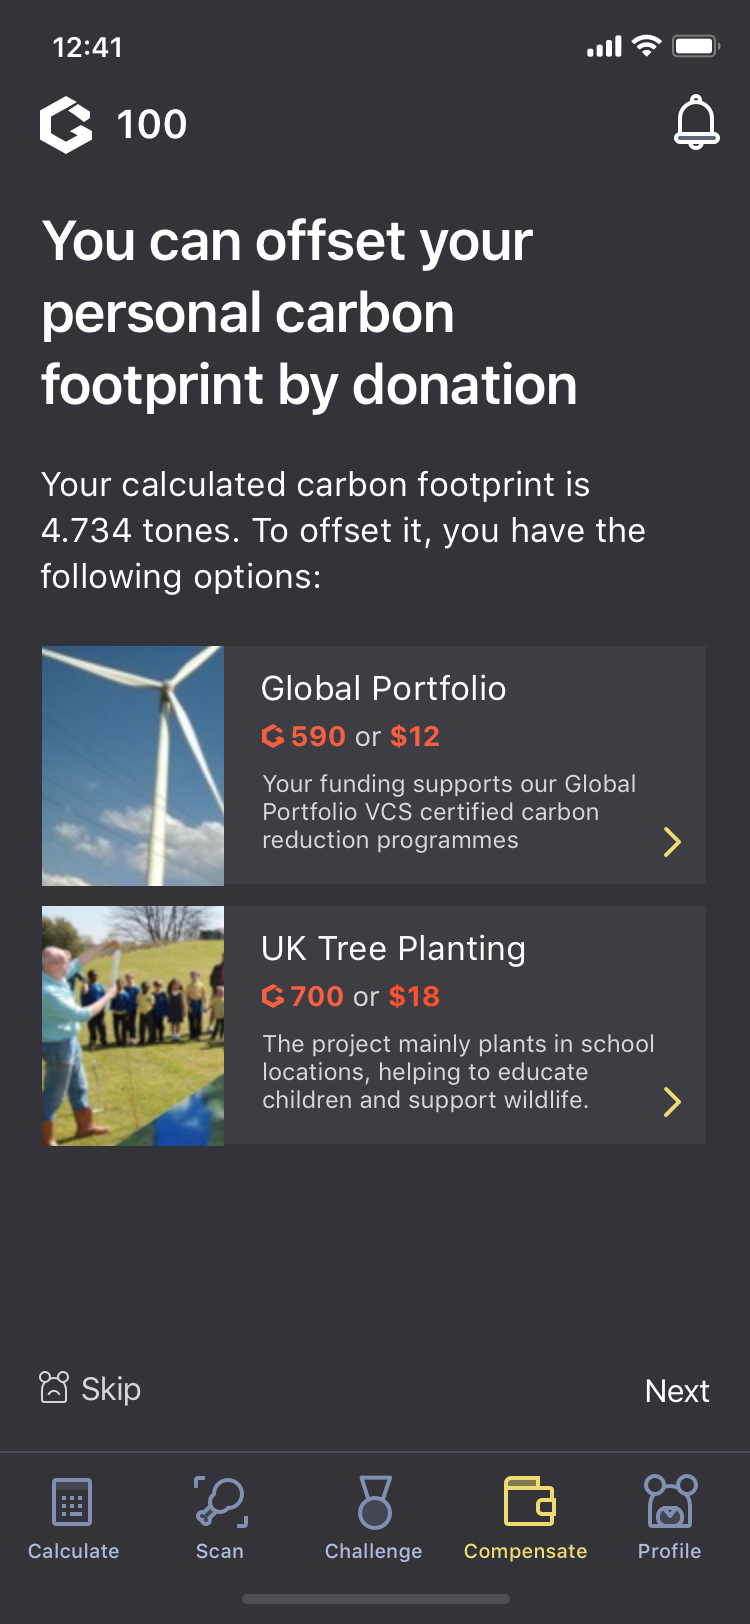 12:41
100
You can offset your
personal carbon
footprint by donation
Your calculated carbon footprint is
4.734 tones. To offset it, you have the
following options:
Global Portfolio
590 or $12
Your funding supports our Global
Portfolio VCS certified carbon
reduction programmes
UK Tree Planting
700 or $18
The project mainly plants in school
locations, helping to educate
children and support wildlife.
Skip
Next
Calculate
Scan
Challenge
Compensate
Profile